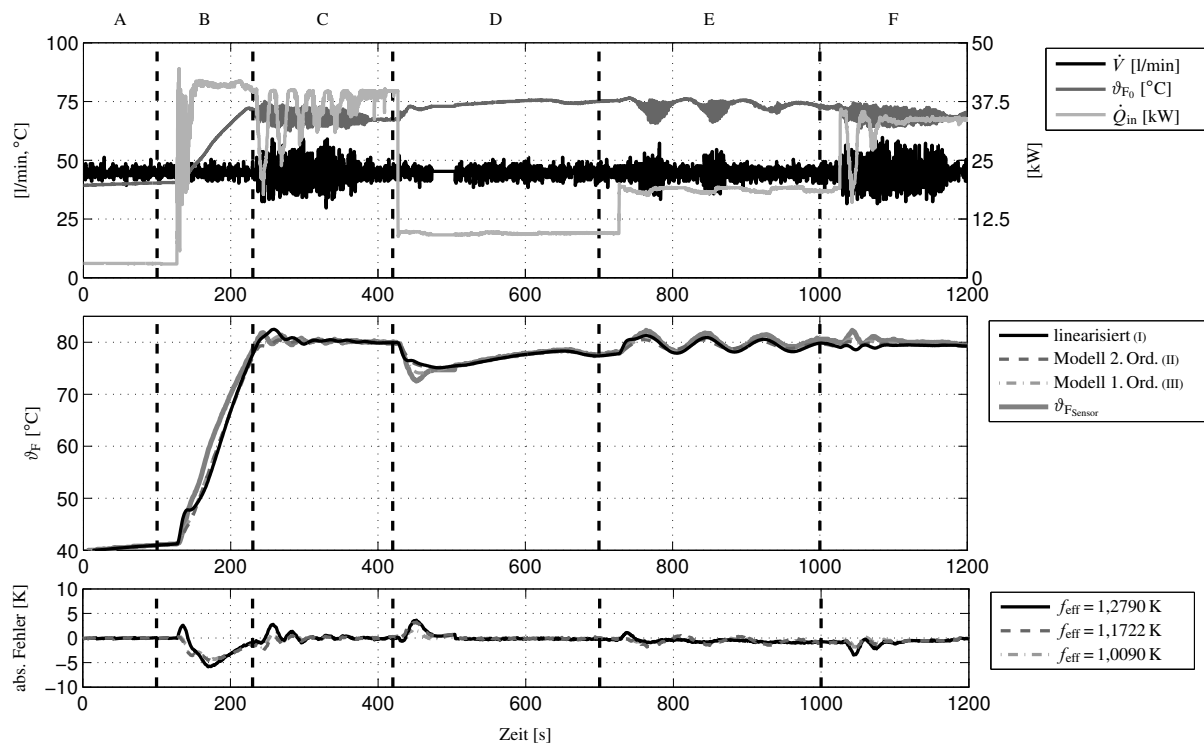 A B C D E F
100
75
50
25
0
[l/min, °C]
50
37.5
25
12.5
0
[kW]
0 200 400 600 800 1000 1200
V̇ [l/min]
ϑF0 [°C]
Q̇in [kW]
80
70
60
50
40
ϑF [°C]
0 200 400 600 800 1000 1200
linearisiert (I)
Modell 2. Ord. (II)
Modell 1. Ord. (III)
ϑFSensor
10
5
0
−5
−10
abs. Fehler [K]
0 200 400 600 800 1000 1200
Zeit [s]
feff = 1,2790 K
feff = 1,1722 K
feff = 1,0090 K